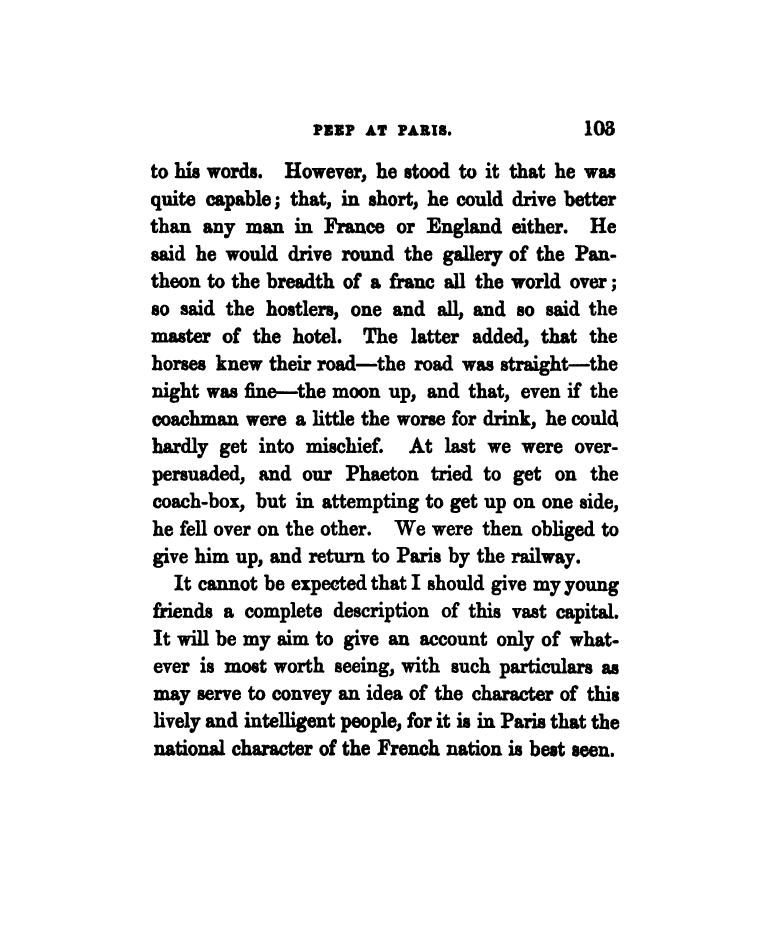 PEEP AT PARIS. 103
to his words. However, he stood to it that he was
quite capable; that, in short, he could drive better
than any man in France or England either. He
said he would drive round the gallery of the Pan-
theon to the breadth of a franc all the world over;
so said the hostlers, one and all, and so said the
master of the hotel. The latter added, that the
horses knew their road—the road was straight—the
night was fine—the moon up, and that, even if the
coachman were a little the worse for drink, he could
hardly get into mischief. At last we were over-
persuaded, and our Phaeton tried to get on the
coach-box, but in attempting to get up on one side,
he fell over on the other. We were then obliged to
give him up, and return to Paris by the railway.
It cannot be expected that I should give my young
friends a complete description of this vast capital.
It will be my aim to give an account only of what-
ever is most worth seeing, with such particulars as
may serve to convey an idea of the character of this
lively and intelligent people, for it is in Paris that the
national character of the French nation is best seen.